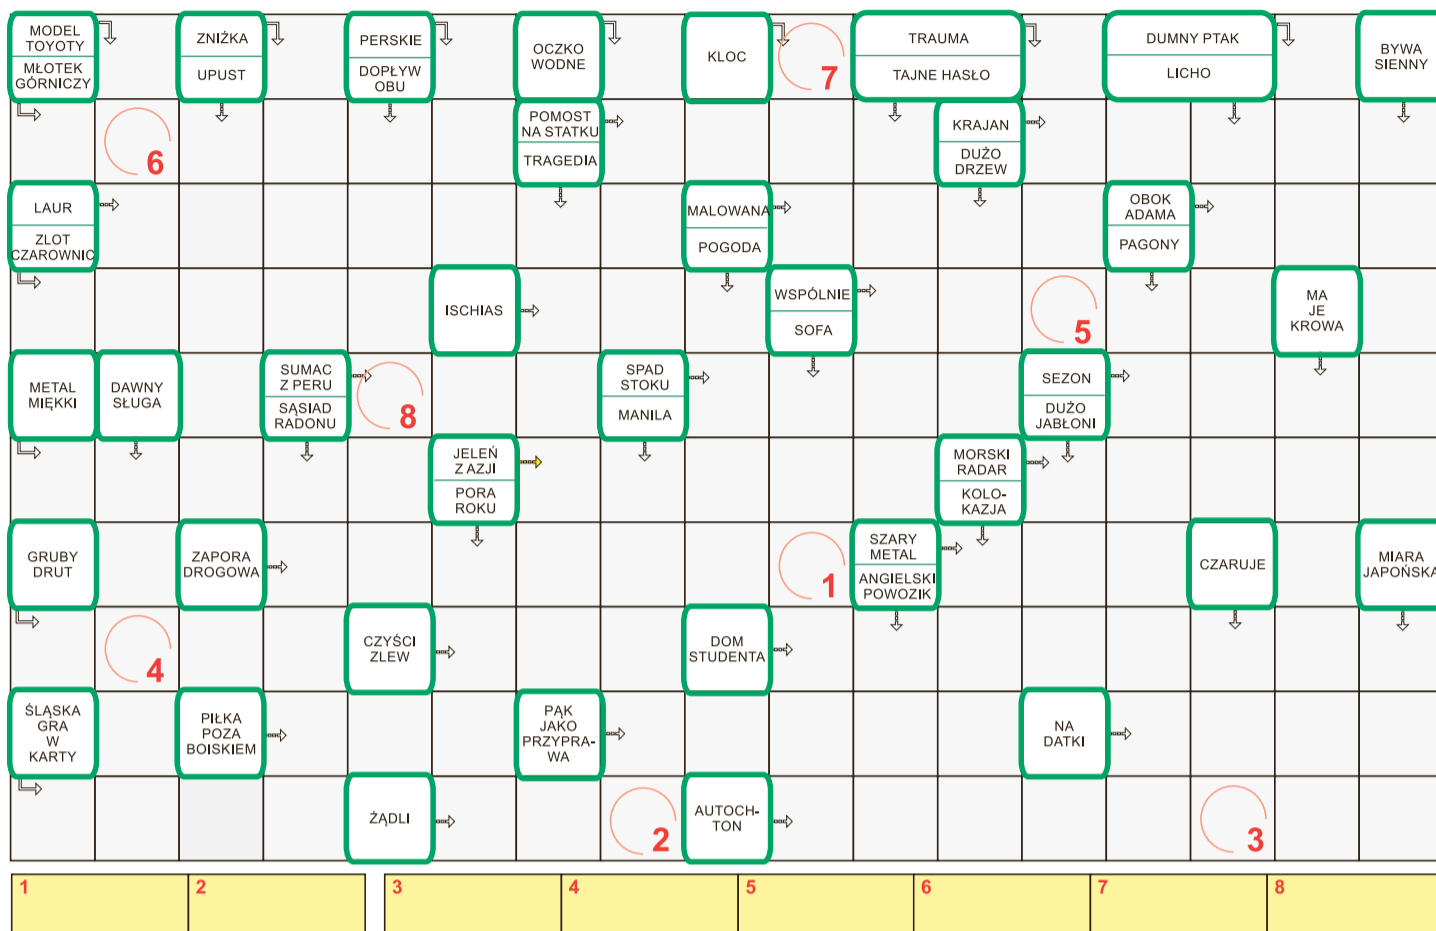 MODEL
TOYOTY
MŁOTEK
GÓRNICZY
ZNIŻKA
UPUST
PERSKIE
DOPŁYW
OBU
OCZKO
WODNE
KLOC
7
TRAUMA
TAJNE HASŁO
DUMNY PTAK
LICHO
BYWA
SIENNY
6
POMOST
NA STATKU
TRAGEDIA
KRAJAN
DUŻO
DRZEW
LAUR
ZLOT
CZAROWNIC
MALOWANA
POGODA
OBOK
ADAMA
PAGONY
ISCHIAS
WSPÓLNIE
SOFA
5
MA
JE
KROWA
METAL
MIĘKKI
DAWNY
SŁUGA
SUMAC
Z PERU
SĄSIAD
RADONU
8
SPAD
STOKU
MANILA
SEZON
DUŻO
JABŁONI
JELEŃ
Z AZJI
PORA
ROKU
MORSKI
RADAR
KOLO-
KAZJA
GRUBY
DRUT
ZAPORA
DROGOWA
1
SZARY
METAL
ANGIELSKI
POWOZIK
CZARUJE
MIARA
JAPOŃSKA
4
CZYŚCI
ZLEW
DOM
STUDENTA
ŚLĄSKA
GRA
W
KARTY
PIŁKA
POZA
BOISKIEM
PĄK
JAKO
PRZYPRA-
WA
NA
DATKI
ŻĄDLI
2
AUTOCH-
TON
3
1
2
3
4
5
6
7
8